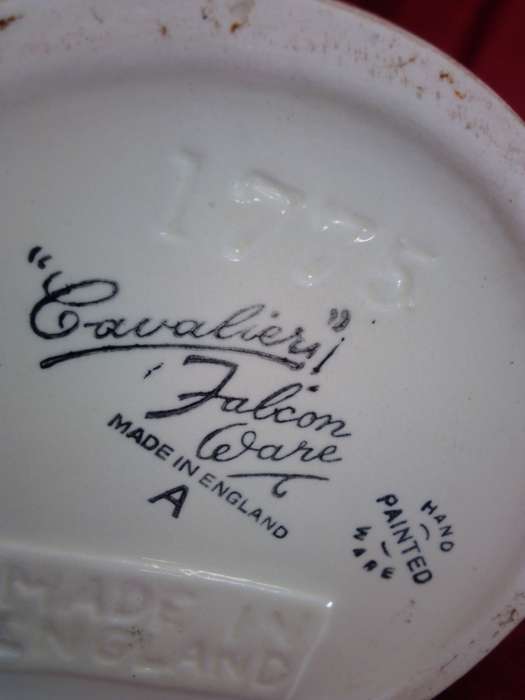 1775
"Cavalier"
Falcon
Ware
MADE IN ENGLAND
A
HAND
PAINTED
WARE
MADE IN
ENGLAND